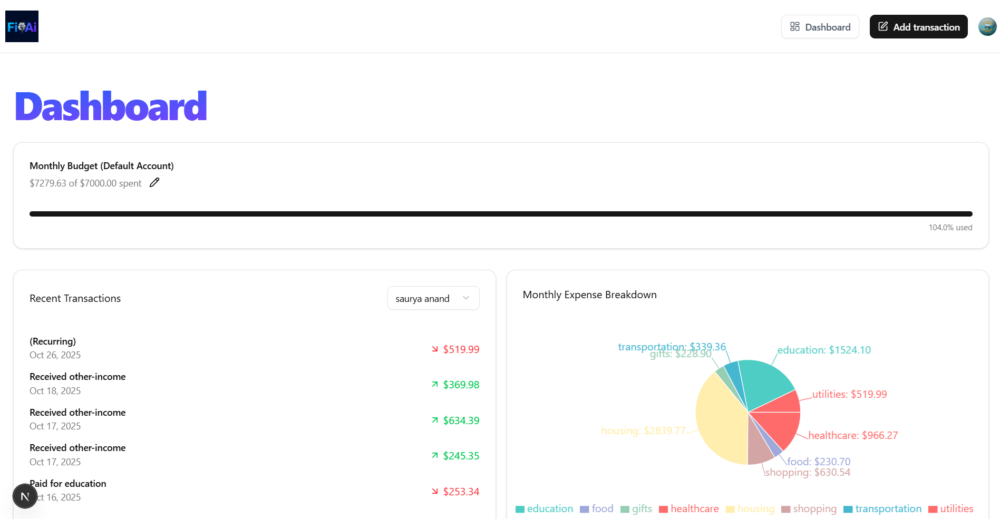 FiAi
Dashboard
Add transaction
Dashboard
Monthly Budget (Default Account)
$7279.63 of $7000.00 spent
104.0% used
Recent Transactions
saurya anand
(Recurring)
Oct 26, 2025
$519.99
Received other-income
Oct 18, 2025
$369.98
Received other-income
Oct 17, 2025
$634.39
Received other-income
Oct 17, 2025
$245.35
Paid for education
ct 16, 2025
$253.34
N
Monthly Expense Breakdown
transportation: $339.36
gifts: $228.90
education: $1524.10
utilities: $519.99
housing: $2839.77
healthcare: $966.27
food: $230.70
shopping: $630.54
education food gifts healthcare housing shopping transportation utilities